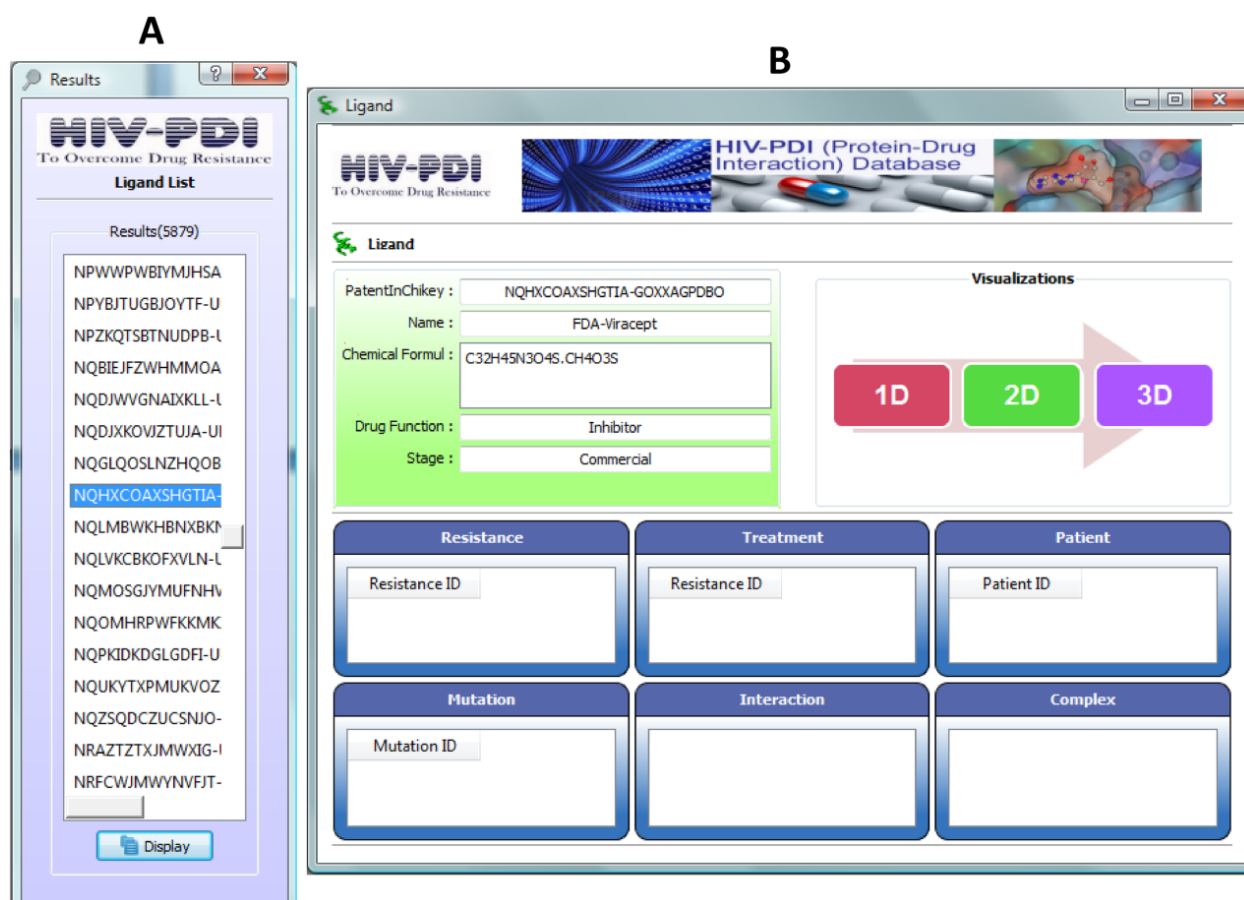 A
Results
HIV-PDI
To Overcome Drug Resistance
Ligand List
Results(5879)
NPWWPWBIYMJHSA
NPYBJTUGBJOYTF-U
NPZKQTSBTNUDPB-U
NQBIEJFZWHMMOA
NQDJWVGNAIXKLL-U
NQDJXKOVJZTUJA-UI
NQGLQOSLNZHQOB
NQHXCOAXSHGTIA-
NQLMBWKHBNXBKN
NQLVKCBKOFXVLN-U
NQMOSGJYMUFNHV
NQOMHRPWFKKMK
NQPKIDKDGLGDFI-U
NQUKYTXPMUKVOZ
NQZSQDCZUCSNJO-
NRAZTZTXJMWXIG-U
NRFCWJMWYNVFJT-
Display
B
Ligand
HIV-PDI
To Overcome Drug Resistance
HIV-PDI (Protein-Drug
Interaction) Database
Ligand
PatentInChikey : NQHXCOAXSHGTIA-GOXXAGPDBO
Name : FDA-Viracept
Chemical Formul : C32H45N3O4S.CH4O3S
Drug Function : Inhibitor
Stage : Commercial
Visualizations
1D 2D 3D
Resistance Treatment Patient
Resistance ID Resistance ID Patient ID
Mutation Interaction Complex
Mutation ID